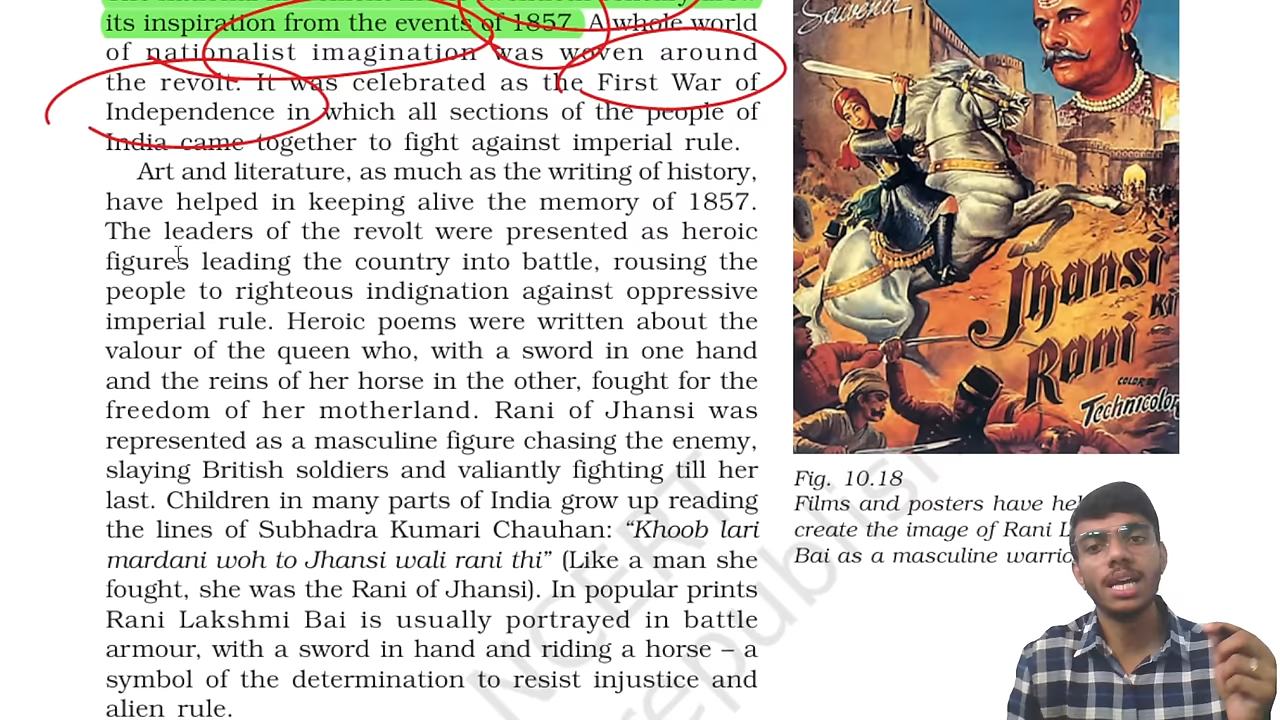 its inspiration from the events of 1857. A whole world
of nationalist imagination was woven around
the revolt. It was celebrated as the First War of
Independence in which all sections of the people of
India came together to fight against imperial rule.
Art and literature, as much as the writing of history,
have helped in keeping alive the memory of 1857.
The leaders of the revolt were presented as heroic
figures leading the country into battle, rousing the
people to righteous indignation against oppressive
imperial rule. Heroic poems were written about the
valour of the queen who, with a sword in one hand
and the reins of her horse in the other, fought for the
freedom of her motherland. Rani of Jhansi was
represented as a masculine figure chasing the enemy,
slaying British soldiers and valiantly fighting till her
last. Children in many parts of India grow up reading
the lines of Subhadra Kumari Chauhan: “Khoob lari
mardani woh to Jhansi wali rani thi” (Like a man she
fought, she was the Rani of Jhansi). In popular prints
Rani Lakshmi Bai is usually portrayed in battle
armour, with a sword in hand and riding a horse – a
symbol of the determination to resist injustice and
alien rule.
Souvenir
Jhansi
Ki
Rani
COLOR BY
Technicolor
Fig. 10.18
Films and posters have
create the image of Rani
Bai as a masculine
NCERT
republish